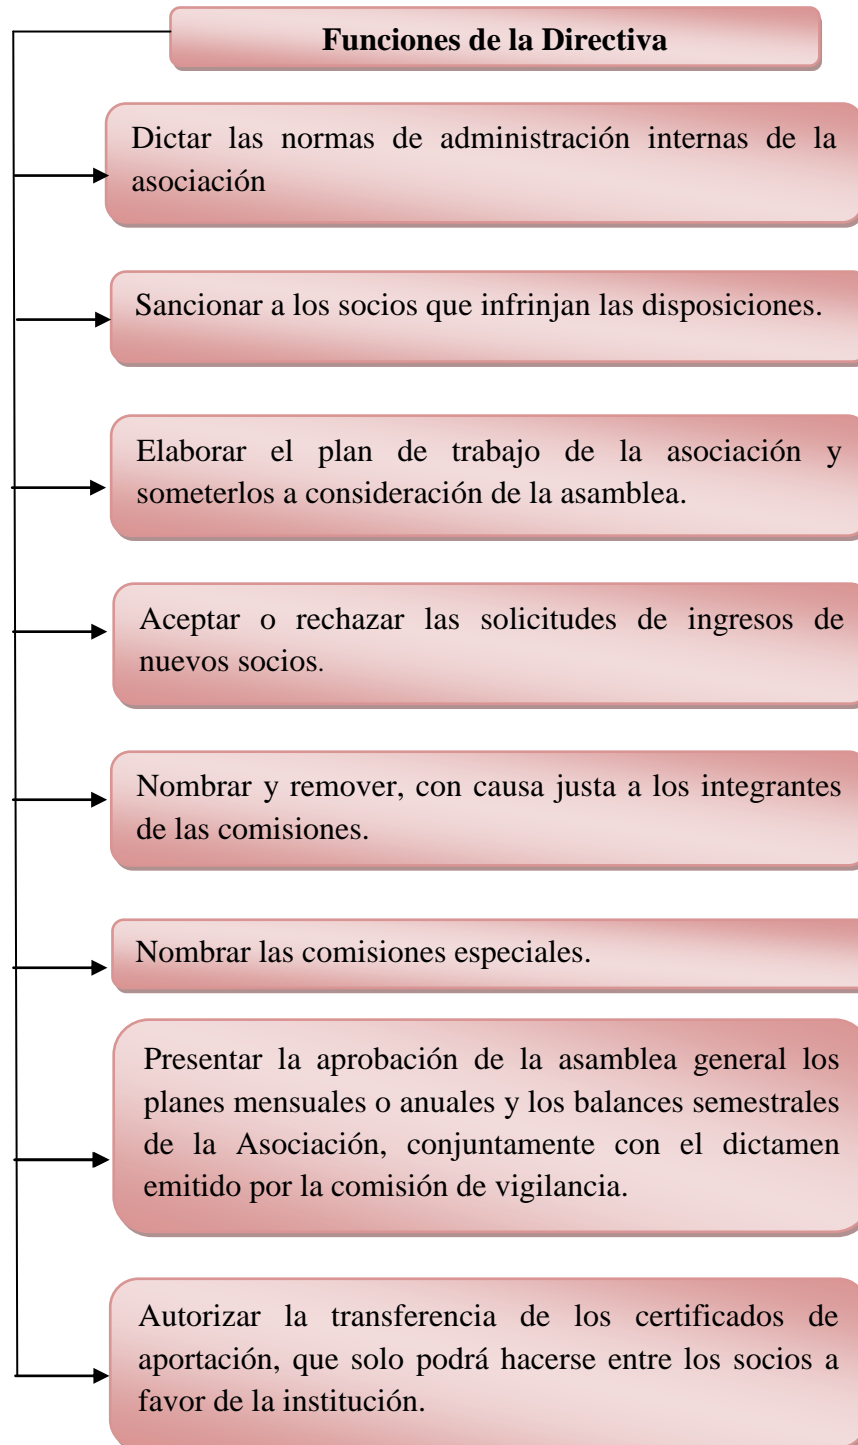 Funciones de la Directiva
Dictar las normas de administración internas de la
asociación
Sancionar a los socios que infrinjan las disposiciones.
Elaborar el plan de trabajo de la asociación y
someterlos a consideración de la asamblea.
Aceptar o rechazar las solicitudes de ingresos de
nuevos socios.
Nombrar y remover, con causa justa a los integrantes
de las comisiones.
Nombrar las comisiones especiales.
Presentar la aprobación de la asamblea general los
planes mensuales o anuales y los balances semestrales
de la Asociación, conjuntamente con el dictamen
emitido por la comisión de vigilancia.
Autorizar la transferencia de los certificados de
aportación, que solo podrá hacerse entre los socios a
favor de la institución.